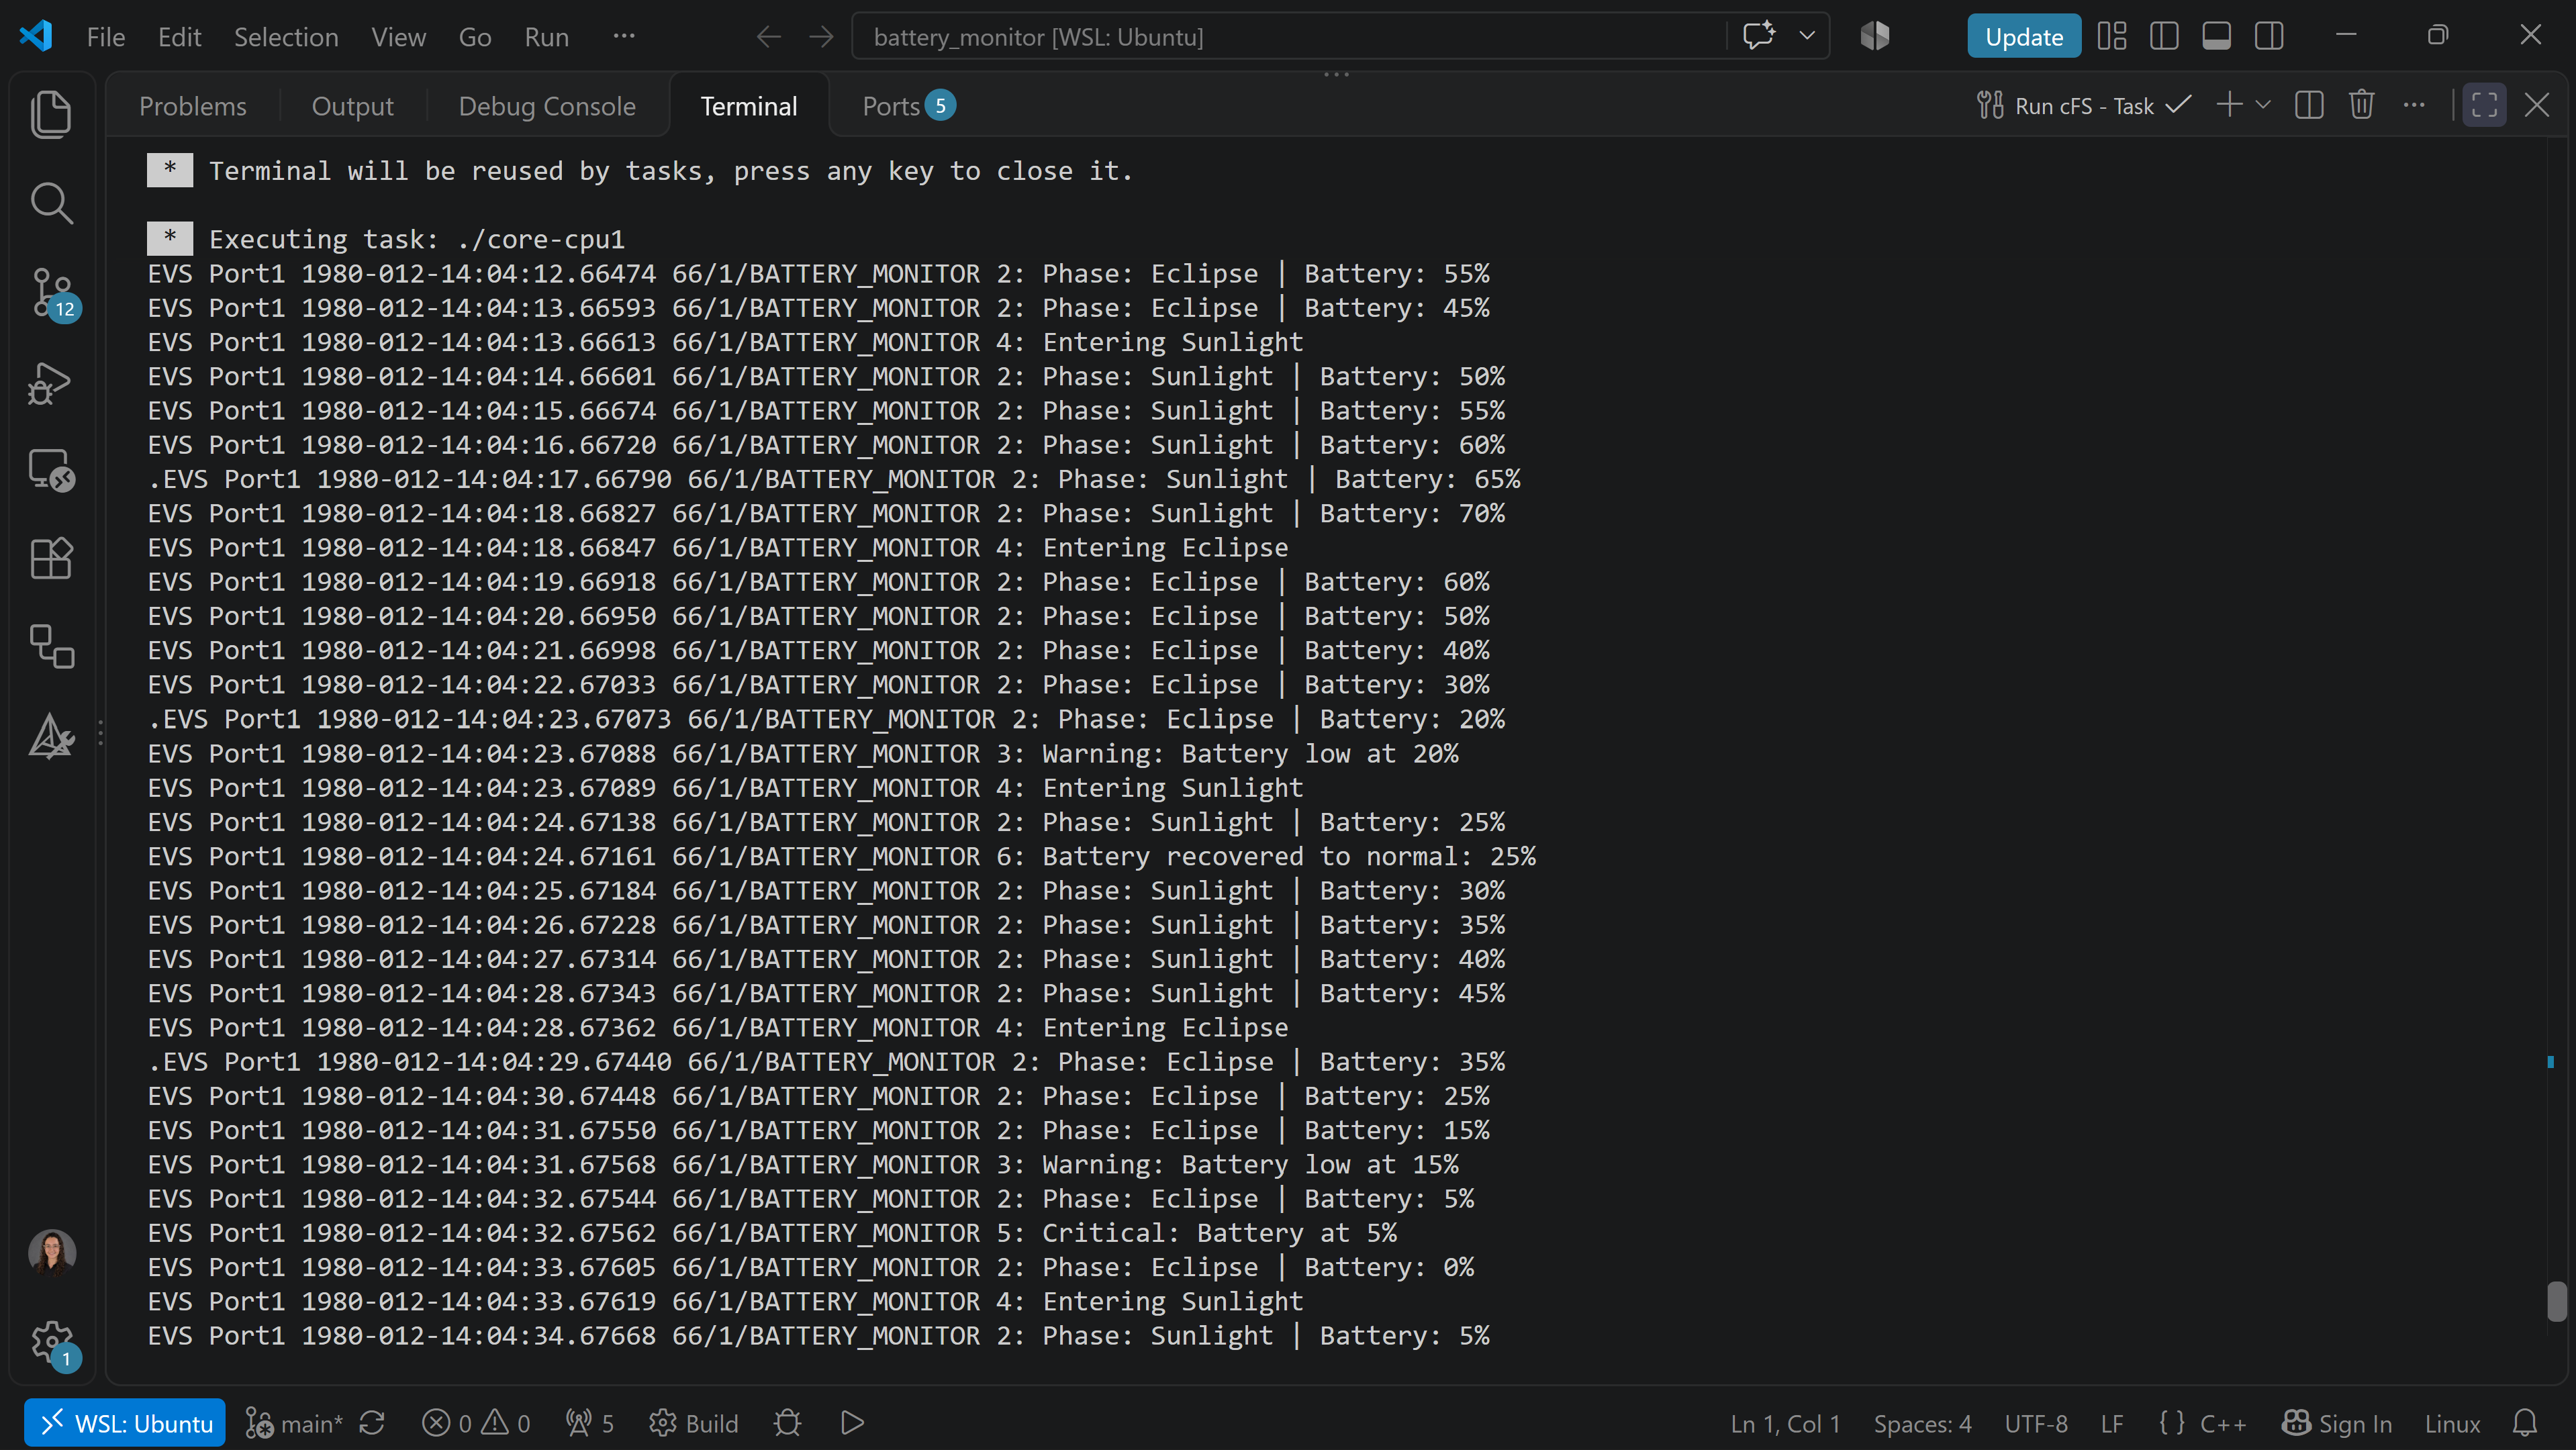 File Edit Selection View Go Run ··· battery_monitor [WSL: Ubuntu] Update
Problems Output Debug Console Terminal Ports 5 Run cFS - Task
* Terminal will be reused by tasks, press any key to close it.
* Executing task: ./core-cpu1
EVS Port1 1980-012-14:04:12.66474 66/1/BATTERY_MONITOR 2: Phase: Eclipse | Battery: 55%
EVS Port1 1980-012-14:04:13.66593 66/1/BATTERY_MONITOR 2: Phase: Eclipse | Battery: 45%
EVS Port1 1980-012-14:04:13.66613 66/1/BATTERY_MONITOR 4: Entering Sunlight
EVS Port1 1980-012-14:04:14.66601 66/1/BATTERY_MONITOR 2: Phase: Sunlight | Battery: 50%
EVS Port1 1980-012-14:04:15.66674 66/1/BATTERY_MONITOR 2: Phase: Sunlight | Battery: 55%
EVS Port1 1980-012-14:04:16.66720 66/1/BATTERY_MONITOR 2: Phase: Sunlight | Battery: 60%
.EVS Port1 1980-012-14:04:17.66790 66/1/BATTERY_MONITOR 2: Phase: Sunlight | Battery: 65%
EVS Port1 1980-012-14:04:18.66827 66/1/BATTERY_MONITOR 2: Phase: Sunlight | Battery: 70%
EVS Port1 1980-012-14:04:18.66847 66/1/BATTERY_MONITOR 4: Entering Eclipse
EVS Port1 1980-012-14:04:19.66918 66/1/BATTERY_MONITOR 2: Phase: Eclipse | Battery: 60%
EVS Port1 1980-012-14:04:20.66950 66/1/BATTERY_MONITOR 2: Phase: Eclipse | Battery: 50%
EVS Port1 1980-012-14:04:21.66998 66/1/BATTERY_MONITOR 2: Phase: Eclipse | Battery: 40%
EVS Port1 1980-012-14:04:22.67033 66/1/BATTERY_MONITOR 2: Phase: Eclipse | Battery: 30%
.EVS Port1 1980-012-14:04:23.67073 66/1/BATTERY_MONITOR 2: Phase: Eclipse | Battery: 20%
EVS Port1 1980-012-14:04:23.67088 66/1/BATTERY_MONITOR 3: Warning: Battery low at 20%
EVS Port1 1980-012-14:04:23.67089 66/1/BATTERY_MONITOR 4: Entering Sunlight
EVS Port1 1980-012-14:04:24.67138 66/1/BATTERY_MONITOR 2: Phase: Sunlight | Battery: 25%
EVS Port1 1980-012-14:04:24.67161 66/1/BATTERY_MONITOR 6: Battery recovered to normal: 25%
EVS Port1 1980-012-14:04:25.67184 66/1/BATTERY_MONITOR 2: Phase: Sunlight | Battery: 30%
EVS Port1 1980-012-14:04:26.67228 66/1/BATTERY_MONITOR 2: Phase: Sunlight | Battery: 35%
EVS Port1 1980-012-14:04:27.67314 66/1/BATTERY_MONITOR 2: Phase: Sunlight | Battery: 40%
EVS Port1 1980-012-14:04:28.67343 66/1/BATTERY_MONITOR 2: Phase: Sunlight | Battery: 45%
EVS Port1 1980-012-14:04:28.67362 66/1/BATTERY_MONITOR 4: Entering Eclipse
.EVS Port1 1980-012-14:04:29.67440 66/1/BATTERY_MONITOR 2: Phase: Eclipse | Battery: 35%
EVS Port1 1980-012-14:04:30.67448 66/1/BATTERY_MONITOR 2: Phase: Eclipse | Battery: 25%
EVS Port1 1980-012-14:04:31.67550 66/1/BATTERY_MONITOR 2: Phase: Eclipse | Battery: 15%
EVS Port1 1980-012-14:04:31.67568 66/1/BATTERY_MONITOR 3: Warning: Battery low at 15%
EVS Port1 1980-012-14:04:32.67544 66/1/BATTERY_MONITOR 2: Phase: Eclipse | Battery: 5%
EVS Port1 1980-012-14:04:32.67562 66/1/BATTERY_MONITOR 5: Critical: Battery at 5%
EVS Port1 1980-012-14:04:33.67605 66/1/BATTERY_MONITOR 2: Phase: Eclipse | Battery: 0%
EVS Port1 1980-012-14:04:33.67619 66/1/BATTERY_MONITOR 4: Entering Sunlight
EVS Port1 1980-012-14:04:34.67668 66/1/BATTERY_MONITOR 2: Phase: Sunlight | Battery: 5%
12
1
WSL: Ubuntu main* 0 0 5 Build Ln 1, Col 1 Spaces: 4 UTF-8 LF { } C++ Sign In Linux